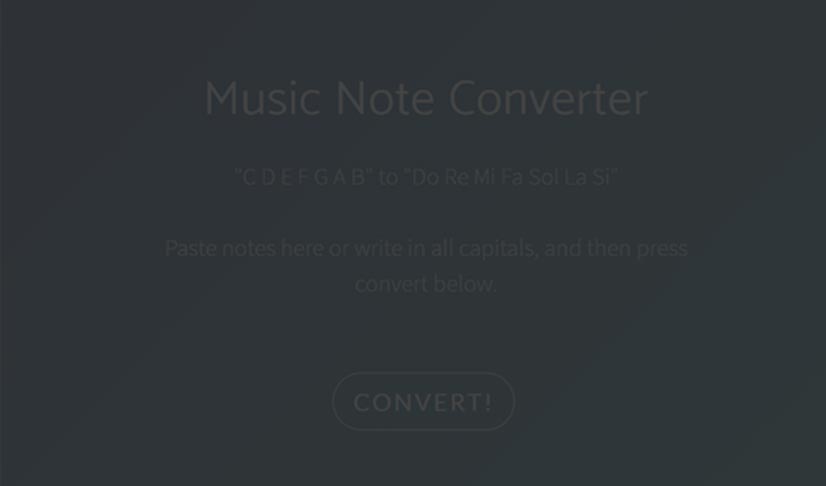 Music Note Converter
"C D E F G A B" to "Do Re Mi Fa Sol La Si"
Paste notes here or write in all capitals, and then press
convert below.
CONVERT!